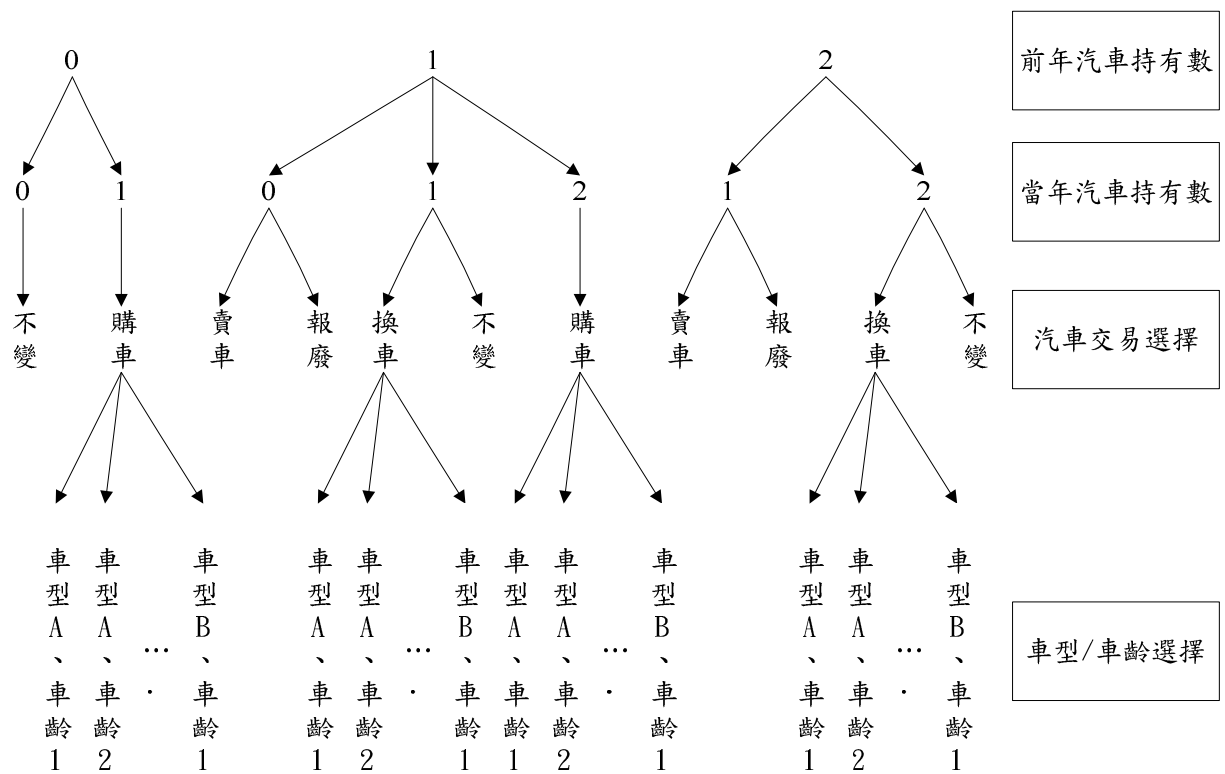 0 1 2 前年汽車持有數
0 1 0 1 2 1 2 當年汽車持有數
不變 購車 賣車 報廢 換車 不變 購車 賣車 報廢 換車 不變 汽車交易選擇
車型A、車齡1
車型A、車齡2
…
.
車型B、車齡1
車型A、車齡1
車型A、車齡2
…
.
車型B、車齡1
車型A、車齡1
車型A、車齡2
…
.
車型B、車齡1
車型A、車齡1
車型A、車齡2
…
.
車型B、車齡1
車型/車齡選擇